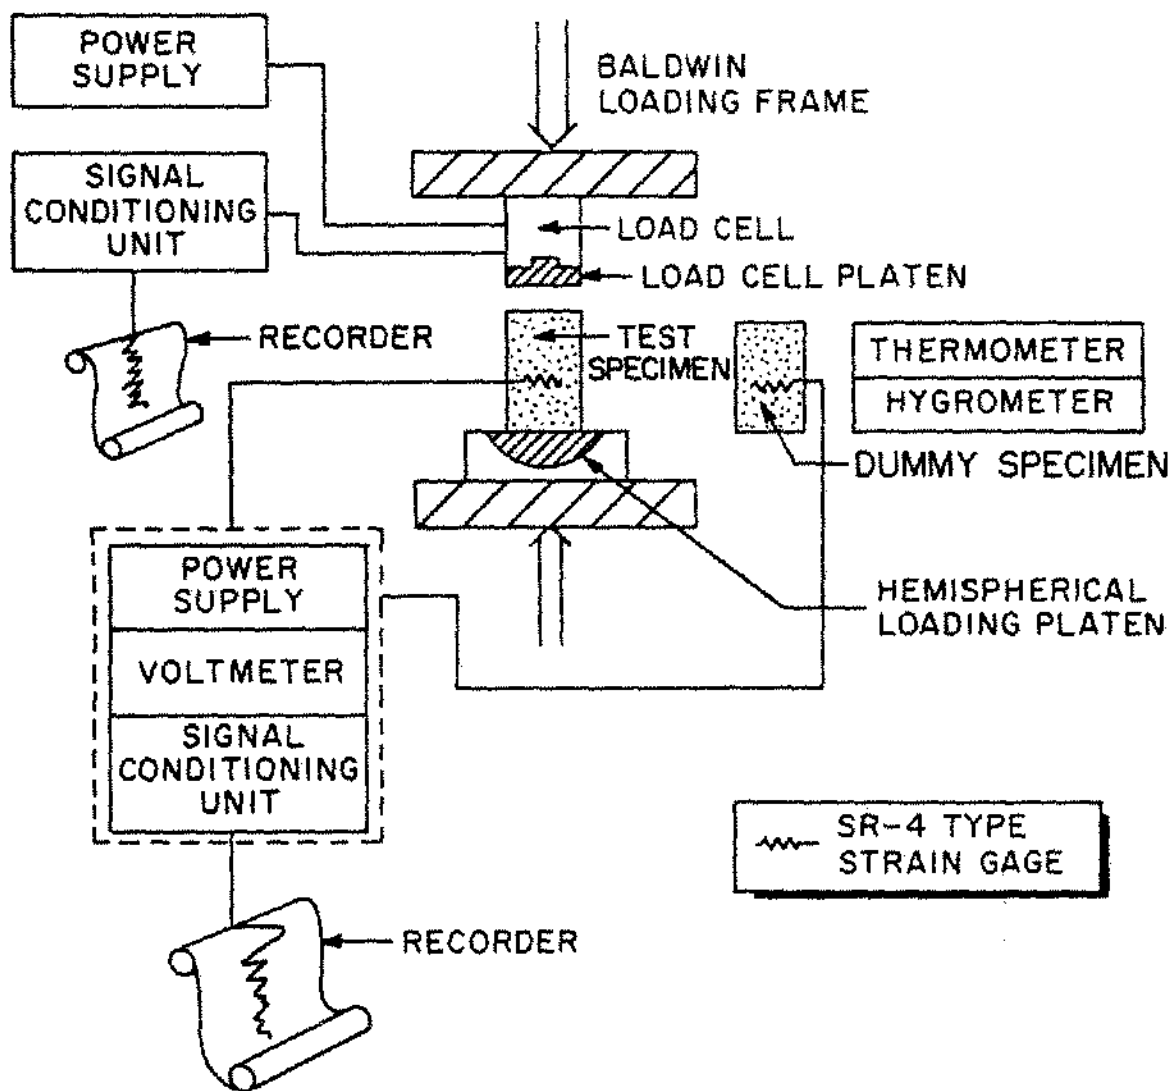 POWER
SUPPLY
BALDWIN
LOADING FRAME
SIGNAL
CONDITIONING
UNIT
LOAD CELL
LOAD CELL PLATEN
RECORDER
TEST
SPECIMEN
THERMOMETER
HYGROMETER
DUMMY SPECIMEN
HEMISPHERICAL
LOADING PLATEN
POWER
SUPPLY
VOLTMETER
SIGNAL
CONDITIONING
UNIT
SR-4 TYPE
STRAIN GAGE
RECORDER